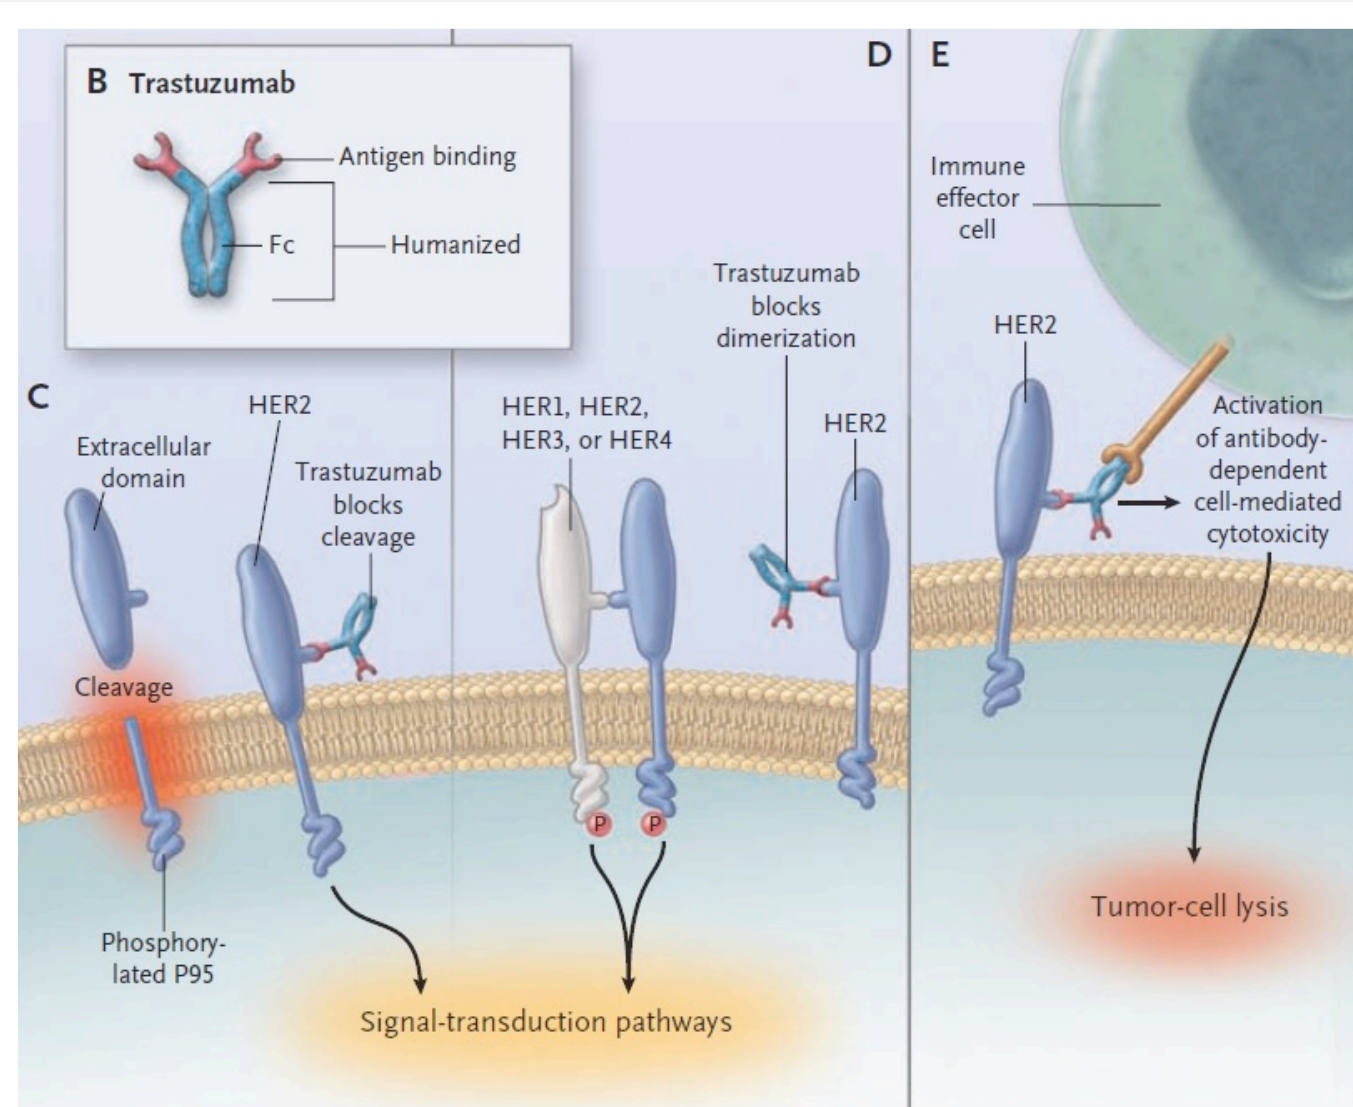 B Trastuzumab
Antigen binding
Fc
Humanized
C
Extracellular
domain
HER2
Trastuzumab
blocks
cleavage
Cleavage
Phosphory-
lated P95
D
HER1, HER2,
HER3, or HER4
Trastuzumab
blocks
dimerization
HER2
P
P
Signal-transduction pathways
E
Immune
effector
cell
HER2
Activation
of antibody-
dependent
cell-mediated
cytotoxicity
Tumor-cell lysis